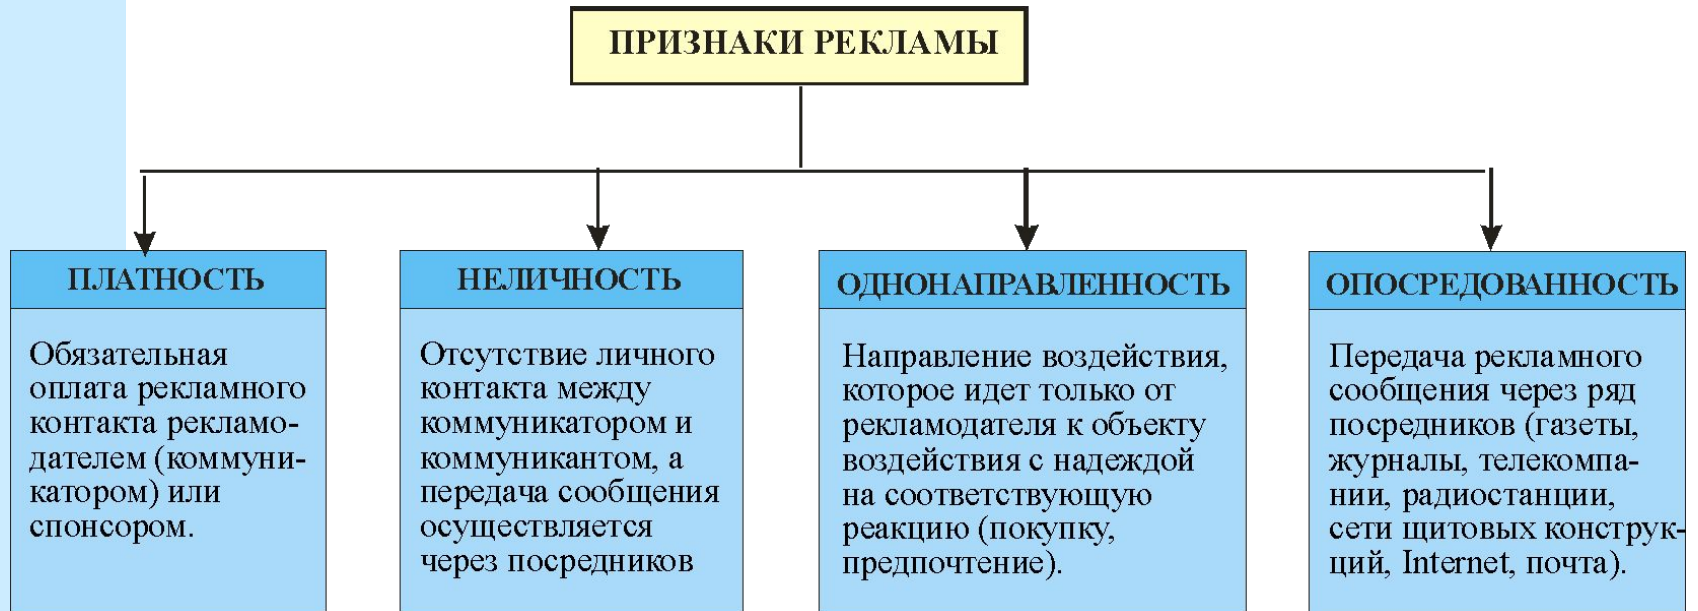 ПРИЗНАКИ РЕКЛАМЫ
ПЛАТНОСТЬ
Обязательная
оплата рекламного
контакта рекламо-
дателем (коммуни-
катором) или
спонсором.
НЕЛИЧНОСТЬ
Отсутствие личного
контакта между
коммуникатором и
коммуникантом, а
передача сообщения
осуществляется
через посредников
ОДНОНАПРАВЛЕННОСТЬ
Направление воздействия,
которое идет только от
рекламодателя к объекту
воздействия с надеждой
на соответствующую
реакцию (покупку,
предпочтение).
ОПОСРЕДОВАННОСТЬ
Передача рекламного
сообщения через ряд
посредников (газеты,
журналы, телекомпа-
нии, радиостанции,
сети щитовых конструк-
ций, Internet, почта).